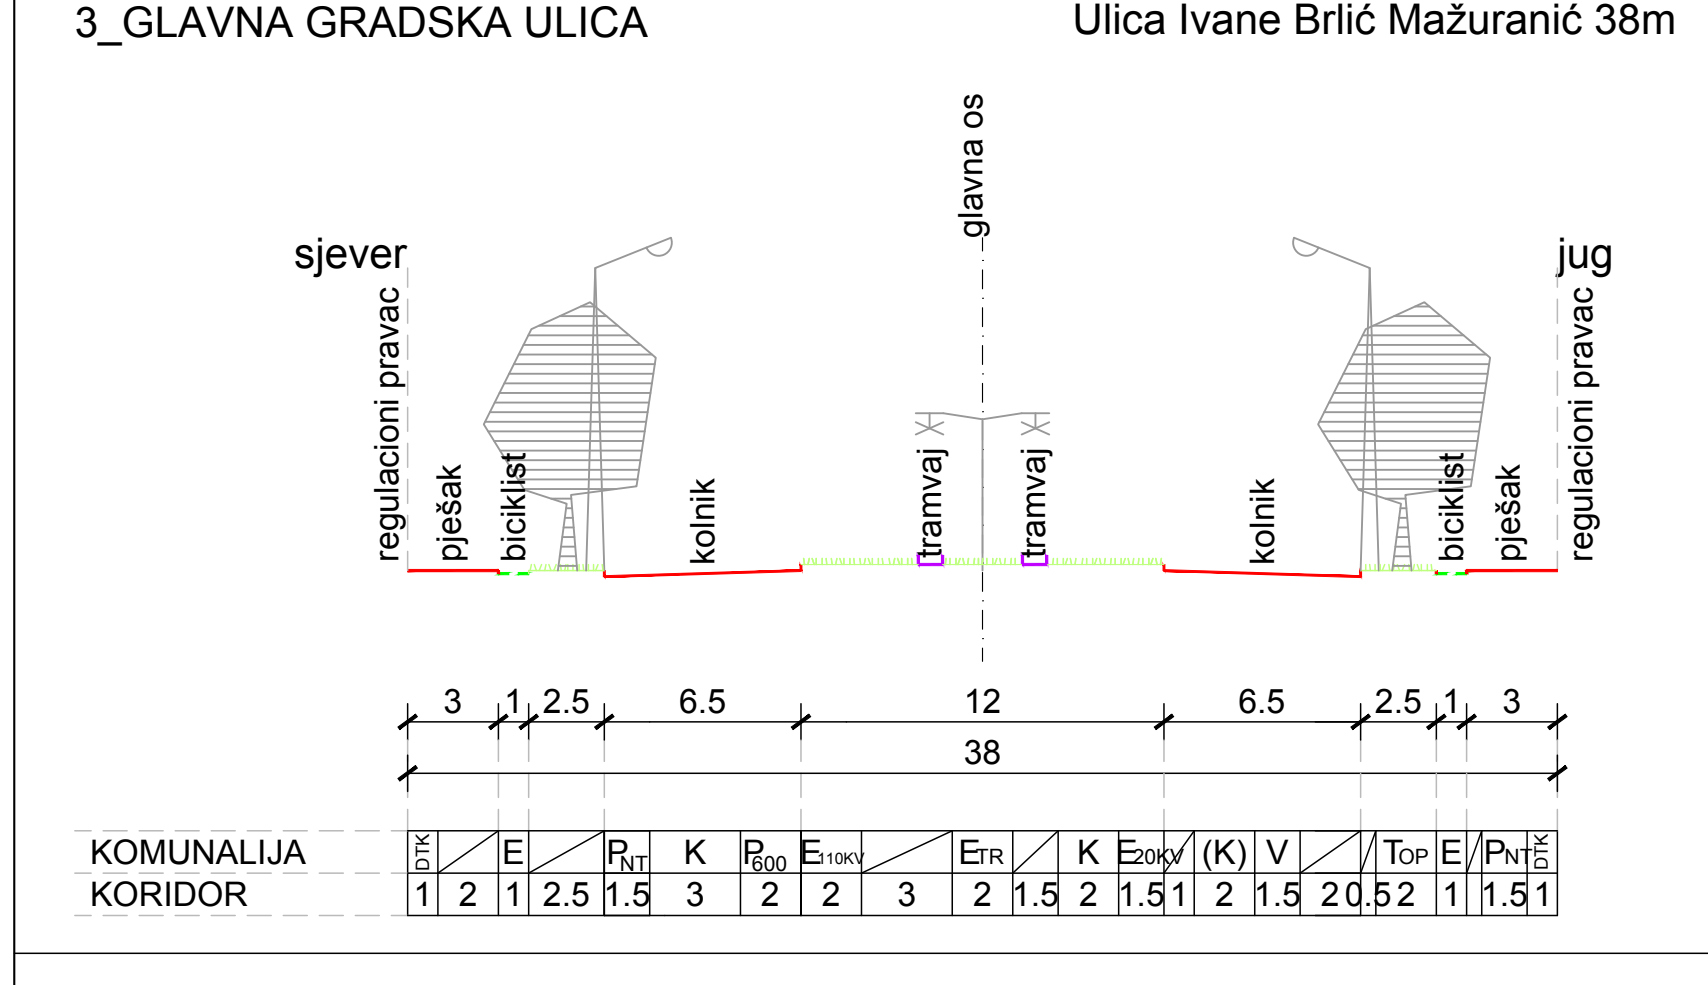 3_GLAVNA GRADSKA ULICA
Ulica Ivane Brlić Mažuranić 38m
glavna os
sjever
jug
regulacioni pravac
pješak
biciklist
kolnik
tramvaj
tramvaj
kolnik
biciklist
pješak
regulacioni pravac
3 1 2.5 6.5 12 6.5 2.5 1 3
38
KOMUNALIJA DTK E PNT K P600 E110KV ETR K E20KV (K) V TOP E PNT DTK
KORIDOR 1 2 1 2.5 1.5 3 2 2 3 2 1.5 2 1.5 1 2 1.5 2 0.5 2 1 1.5 1